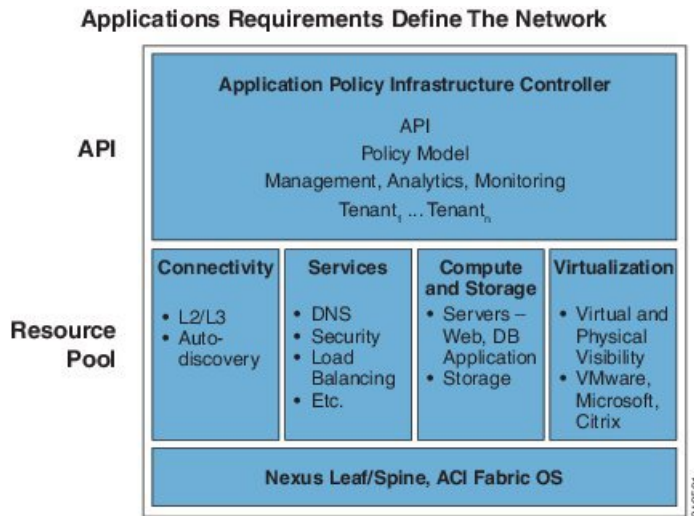 Applications Requirements Define The Network
API
Application Policy Infrastructure Controller
API
Policy Model
Management, Analytics, Monitoring
Tenant₁ ... Tenantₙ
Resource
Pool
Connectivity
• L2/L3
• Auto-
discovery
Services
• DNS
• Security
• Load
Balancing
• Etc.
Compute
and Storage
• Servers –
Web, DB
Application
• Storage
Virtualization
• Virtual and
Physical
Visibility
• VMware,
Microsoft,
Citrix
Nexus Leaf/Spine, ACI Fabric OS